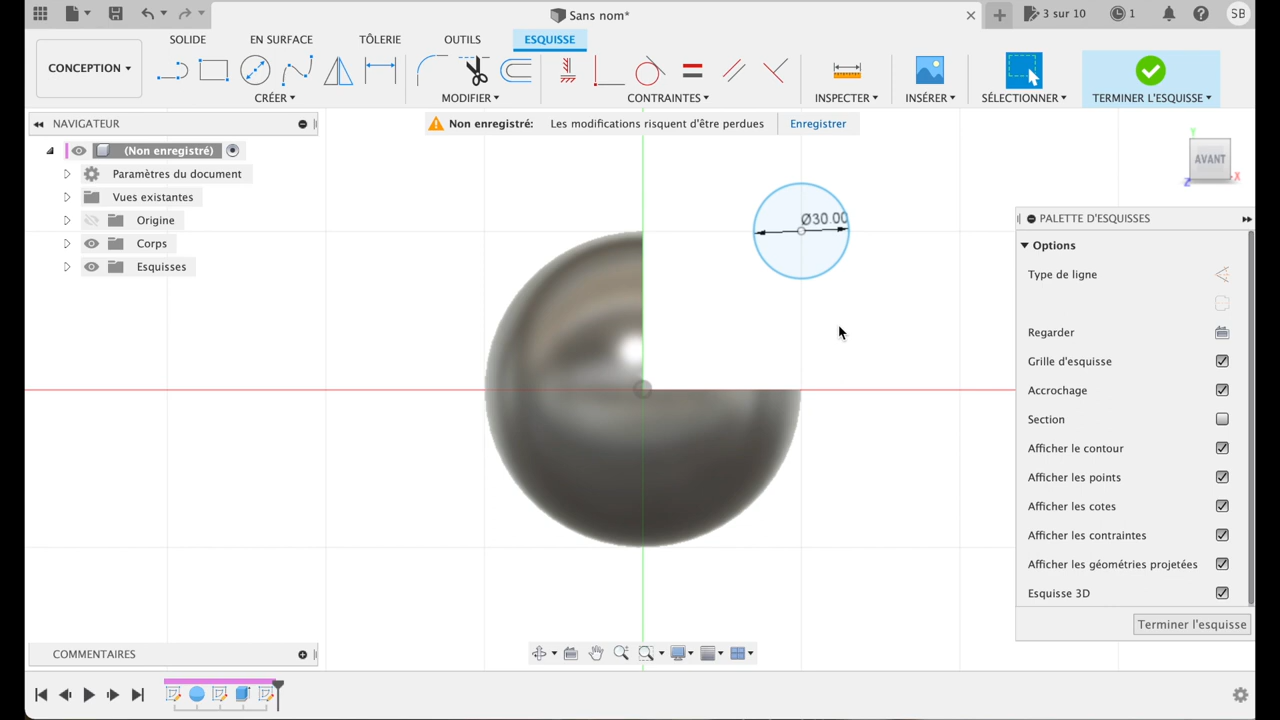 Sans nom*
3 sur 10
1
SB
CONCEPTION
SOLIDE
EN SURFACE
TÔLERIE
OUTILS
ESQUISSE
CRÉER
MODIFIER
CONTRAINTES
INSPECTER
INSÉRER
SÉLECTIONNER
TERMINER L'ESQUISSE
NAVIGATEUR
Non enregistré: Les modifications risquent d'être perdues Enregistrer
(Non enregistré)
Paramètres du document
Vues existantes
Origine
Corps
Esquisses
Ø30.00
Y
AVANT
Z
X
PALETTE D'ESQUISSES
Options
Type de ligne
Regarder
Grille d'esquisse
Accrochage
Section
Afficher le contour
Afficher les points
Afficher les cotes
Afficher les contraintes
Afficher les géométries projetées
Esquisse 3D
Terminer l'esquisse
COMMENTAIRES